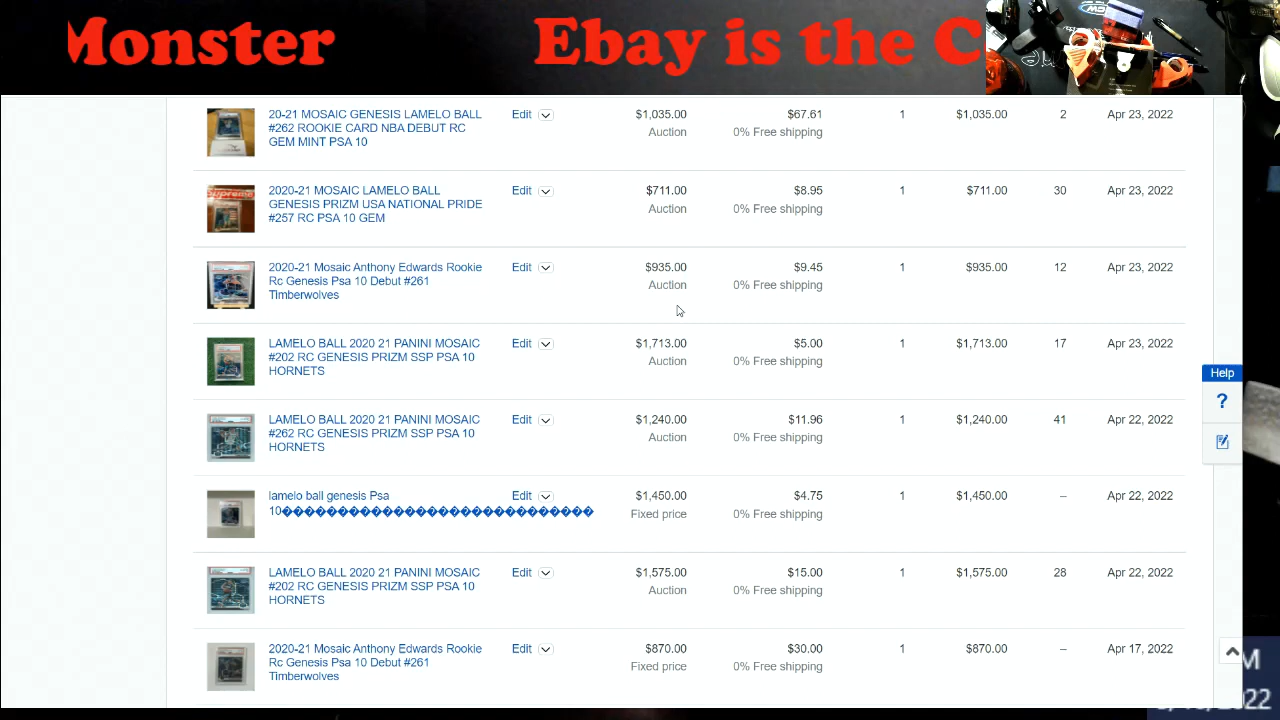 Monster Ebay is the C
20-21 MOSAIC GENESIS LAMELO BALL
#262 ROOKIE CARD NBA DEBUT RC
GEM MINT PSA 10
Edit
$1,035.00
Auction
$67.61
0% Free shipping
1
$1,035.00
2
Apr 23, 2022
2020-21 MOSAIC LAMELO BALL
GENESIS PRIZM USA NATIONAL PRIDE
#257 RC PSA 10 GEM
Edit
$711.00
Auction
$8.95
0% Free shipping
1
$711.00
30
Apr 23, 2022
2020-21 Mosaic Anthony Edwards Rookie
Rc Genesis Psa 10 Debut #261
Timberwolves
Edit
$935.00
Auction
$9.45
0% Free shipping
1
$935.00
12
Apr 23, 2022
LAMELO BALL 2020 21 PANINI MOSAIC
#202 RC GENESIS PRIZM SSP PSA 10
HORNETS
Edit
$1,713.00
Auction
$5.00
0% Free shipping
1
$1,713.00
17
Apr 23, 2022
Help
?
LAMELO BALL 2020 21 PANINI MOSAIC
#262 RC GENESIS PRIZM SSP PSA 10
HORNETS
Edit
$1,240.00
Auction
$11.96
0% Free shipping
1
$1,240.00
41
Apr 22, 2022
lamelo ball genesis Psa
10����������������������������
Edit
$1,450.00
Fixed price
$4.75
0% Free shipping
1
$1,450.00
–
Apr 22, 2022
LAMELO BALL 2020 21 PANINI MOSAIC
#202 RC GENESIS PRIZM SSP PSA 10
HORNETS
Edit
$1,575.00
Auction
$15.00
0% Free shipping
1
$1,575.00
28
Apr 22, 2022
2020-21 Mosaic Anthony Edwards Rookie
Rc Genesis Psa 10 Debut #261
Timberwolves
Edit
$870.00
Fixed price
$30.00
0% Free shipping
1
$870.00
–
Apr 17, 2022
M
22